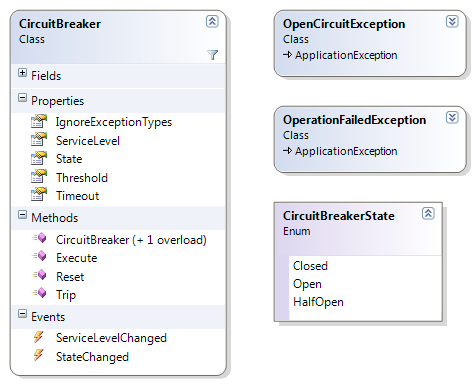 CircuitBreaker
Class
Fields
Properties
IgnoreExceptionTypes
ServiceLevel
State
Threshold
Timeout
Methods
CircuitBreaker (+ 1 overload)
Execute
Reset
Trip
Events
ServiceLevelChanged
StateChanged
OpenCircuitException
Class
ApplicationException
OperationFailedException
Class
ApplicationException
CircuitBreakerState
Enum
Closed
Open
HalfOpen